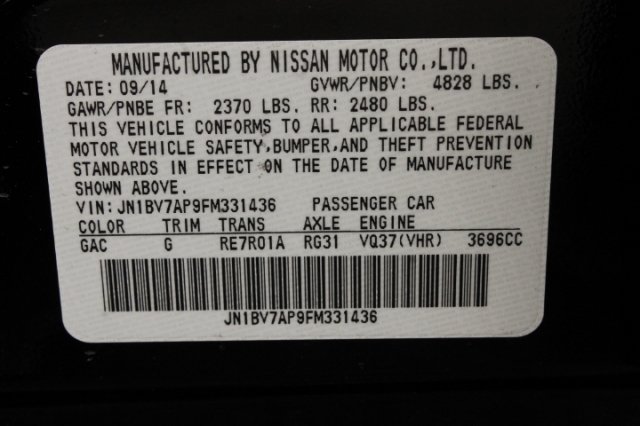 MANUFACTURED BY NISSAN MOTOR CO.,LTD.
DATE: 09/14 GVWR/PNBV: 4828 LBS.
GAWR/PNBE FR: 2370 LBS. RR: 2480 LBS.
THIS VEHICLE CONFORMS TO ALL APPLICABLE FEDERAL
MOTOR VEHICLE SAFETY,BUMPER,AND THEFT PREVENTION
STANDARDS IN EFFECT ON THE DATE OF MANUFACTURE
SHOWN ABOVE.
VIN:JN1BV7AP9FM331436 PASSENGER CAR
COLOR TRIM TRANS AXLE ENGINE
GAC G RE7R01A RG31 VQ37(VHR) 3696CC
JN1BV7AP9FM331436